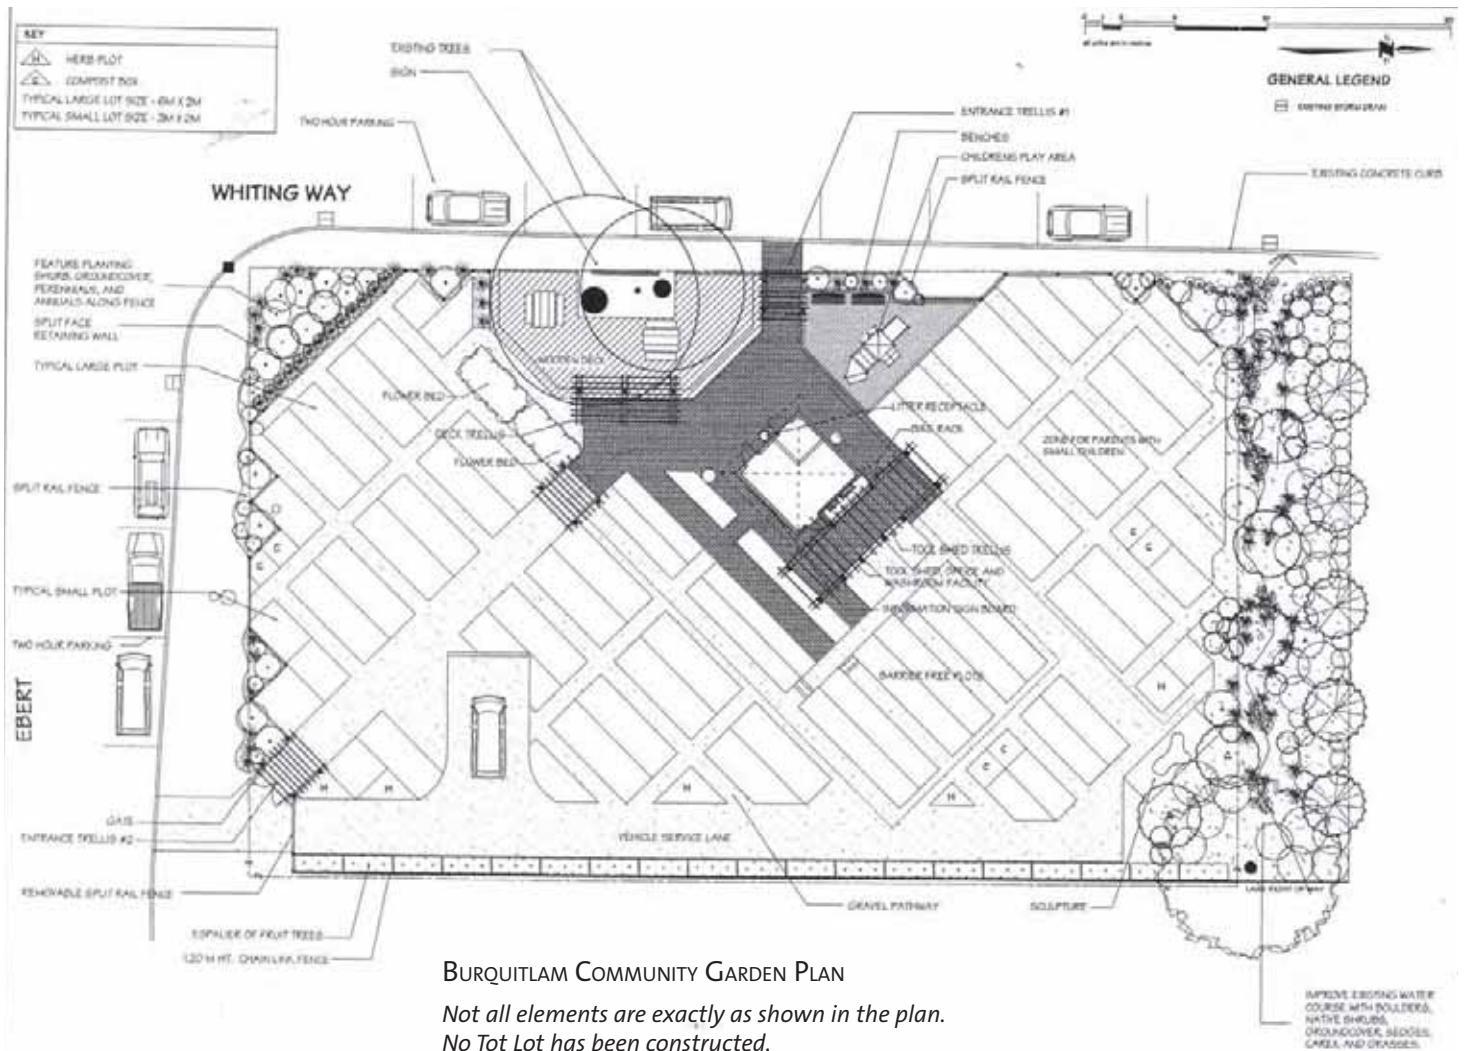 KEY
H HERB PLOT
C COMPOST BOX
TYPICAL LARGE LOT SIZE - 6M X 2M
TYPICAL SMALL LOT SIZE - 3M X 2M
EXISTING TREES
SIGN
TWO HOUR PARKING
ENTRANCE TRELLIS #1
BENCHES
CHILDRENS PLAY AREA
SPLIT RAIL FENCE
N
GENERAL LEGEND
EXISTING STORM DRAIN
EXISTING CONCRETE CURB
WHITING WAY
FEATURE PLANTING
SHURB, GROUNDCOVER,
PERENNIALS, AND
ANNUALS ALONG FENCE
SPLIT FACE
RETAINING WALL
TYPICAL LARGE PLOT
WOODEN DECK
FLOWER BED
DECK TRELLIS
FLOWER BED
LITTER RECEPTACLE
BIKE RACK
ZONE FOR PARENTS WITH
SMALL CHILDREN
SPLIT RAIL FENCE
C
C
C
C
TOOL SHED TRELLIS
TOOL SHED, OFFICE AND
WASHROOM FACILITY
INFORMATION SIGN BOARD
TYPICAL SMALL PLOT
TWO HOUR PARKING
EBERT
BARRIER FREE PLOTS
H
C
C
H
H
H
H
GATE
ENTRANCE TRELLIS #2
VEHICLE SERVICE LANE
REMOVABLE SPLIT RAIL FENCE
GRAVEL PATHWAY
SCULPTURE
ESPALIER OF FRUIT TREES
1.20 M HT. CHAIN LINK FENCE
BURQUITLAM COMMUNITY GARDEN PLAN
Not all elements are exactly as shown in the plan.
No Tot Lot has been constructed.
IMPROVE EXISTING WATER
COURSE WITH BOULDERS,
NATIVE SHRUBS,
GROUNDCOVER, SEDGES,
CAREX AND GRASSES.